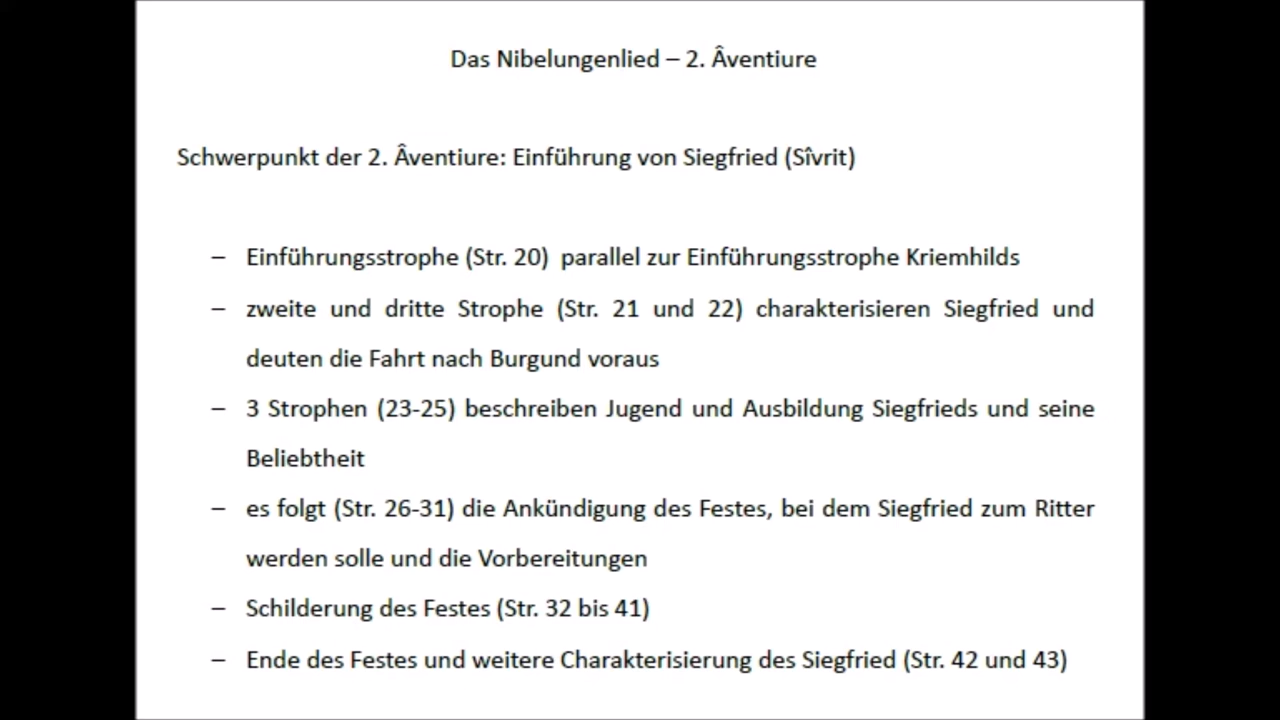 Das Nibelungenlied – 2. Âventiure
Schwerpunkt der 2. Âventiure: Einführung von Siegfried (Sîvrit)
– Einführungsstrophe (Str. 20) parallel zur Einführungsstrophe Kriemhilds
– zweite und dritte Strophe (Str. 21 und 22) charakterisieren Siegfried und
deuten die Fahrt nach Burgund voraus
– 3 Strophen (23-25) beschreiben Jugend und Ausbildung Siegfrieds und seine
Beliebtheit
– es folgt (Str. 26-31) die Ankündigung des Festes, bei dem Siegfried zum Ritter
werden solle und die Vorbereitungen
– Schilderung des Festes (Str. 32 bis 41)
– Ende des Festes und weitere Charakterisierung des Siegfried (Str. 42 und 43)